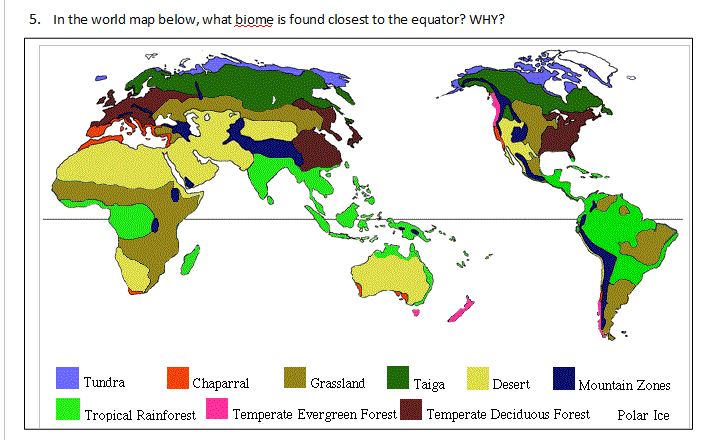 5. In the world map below, what biome is found closest to the equator? WHY?
Tundra Chaparral Grassland Taiga Desert Mountain Zones
Tropical Rainforest Temperate Evergreen Forest Temperate Deciduous Forest Polar Ice